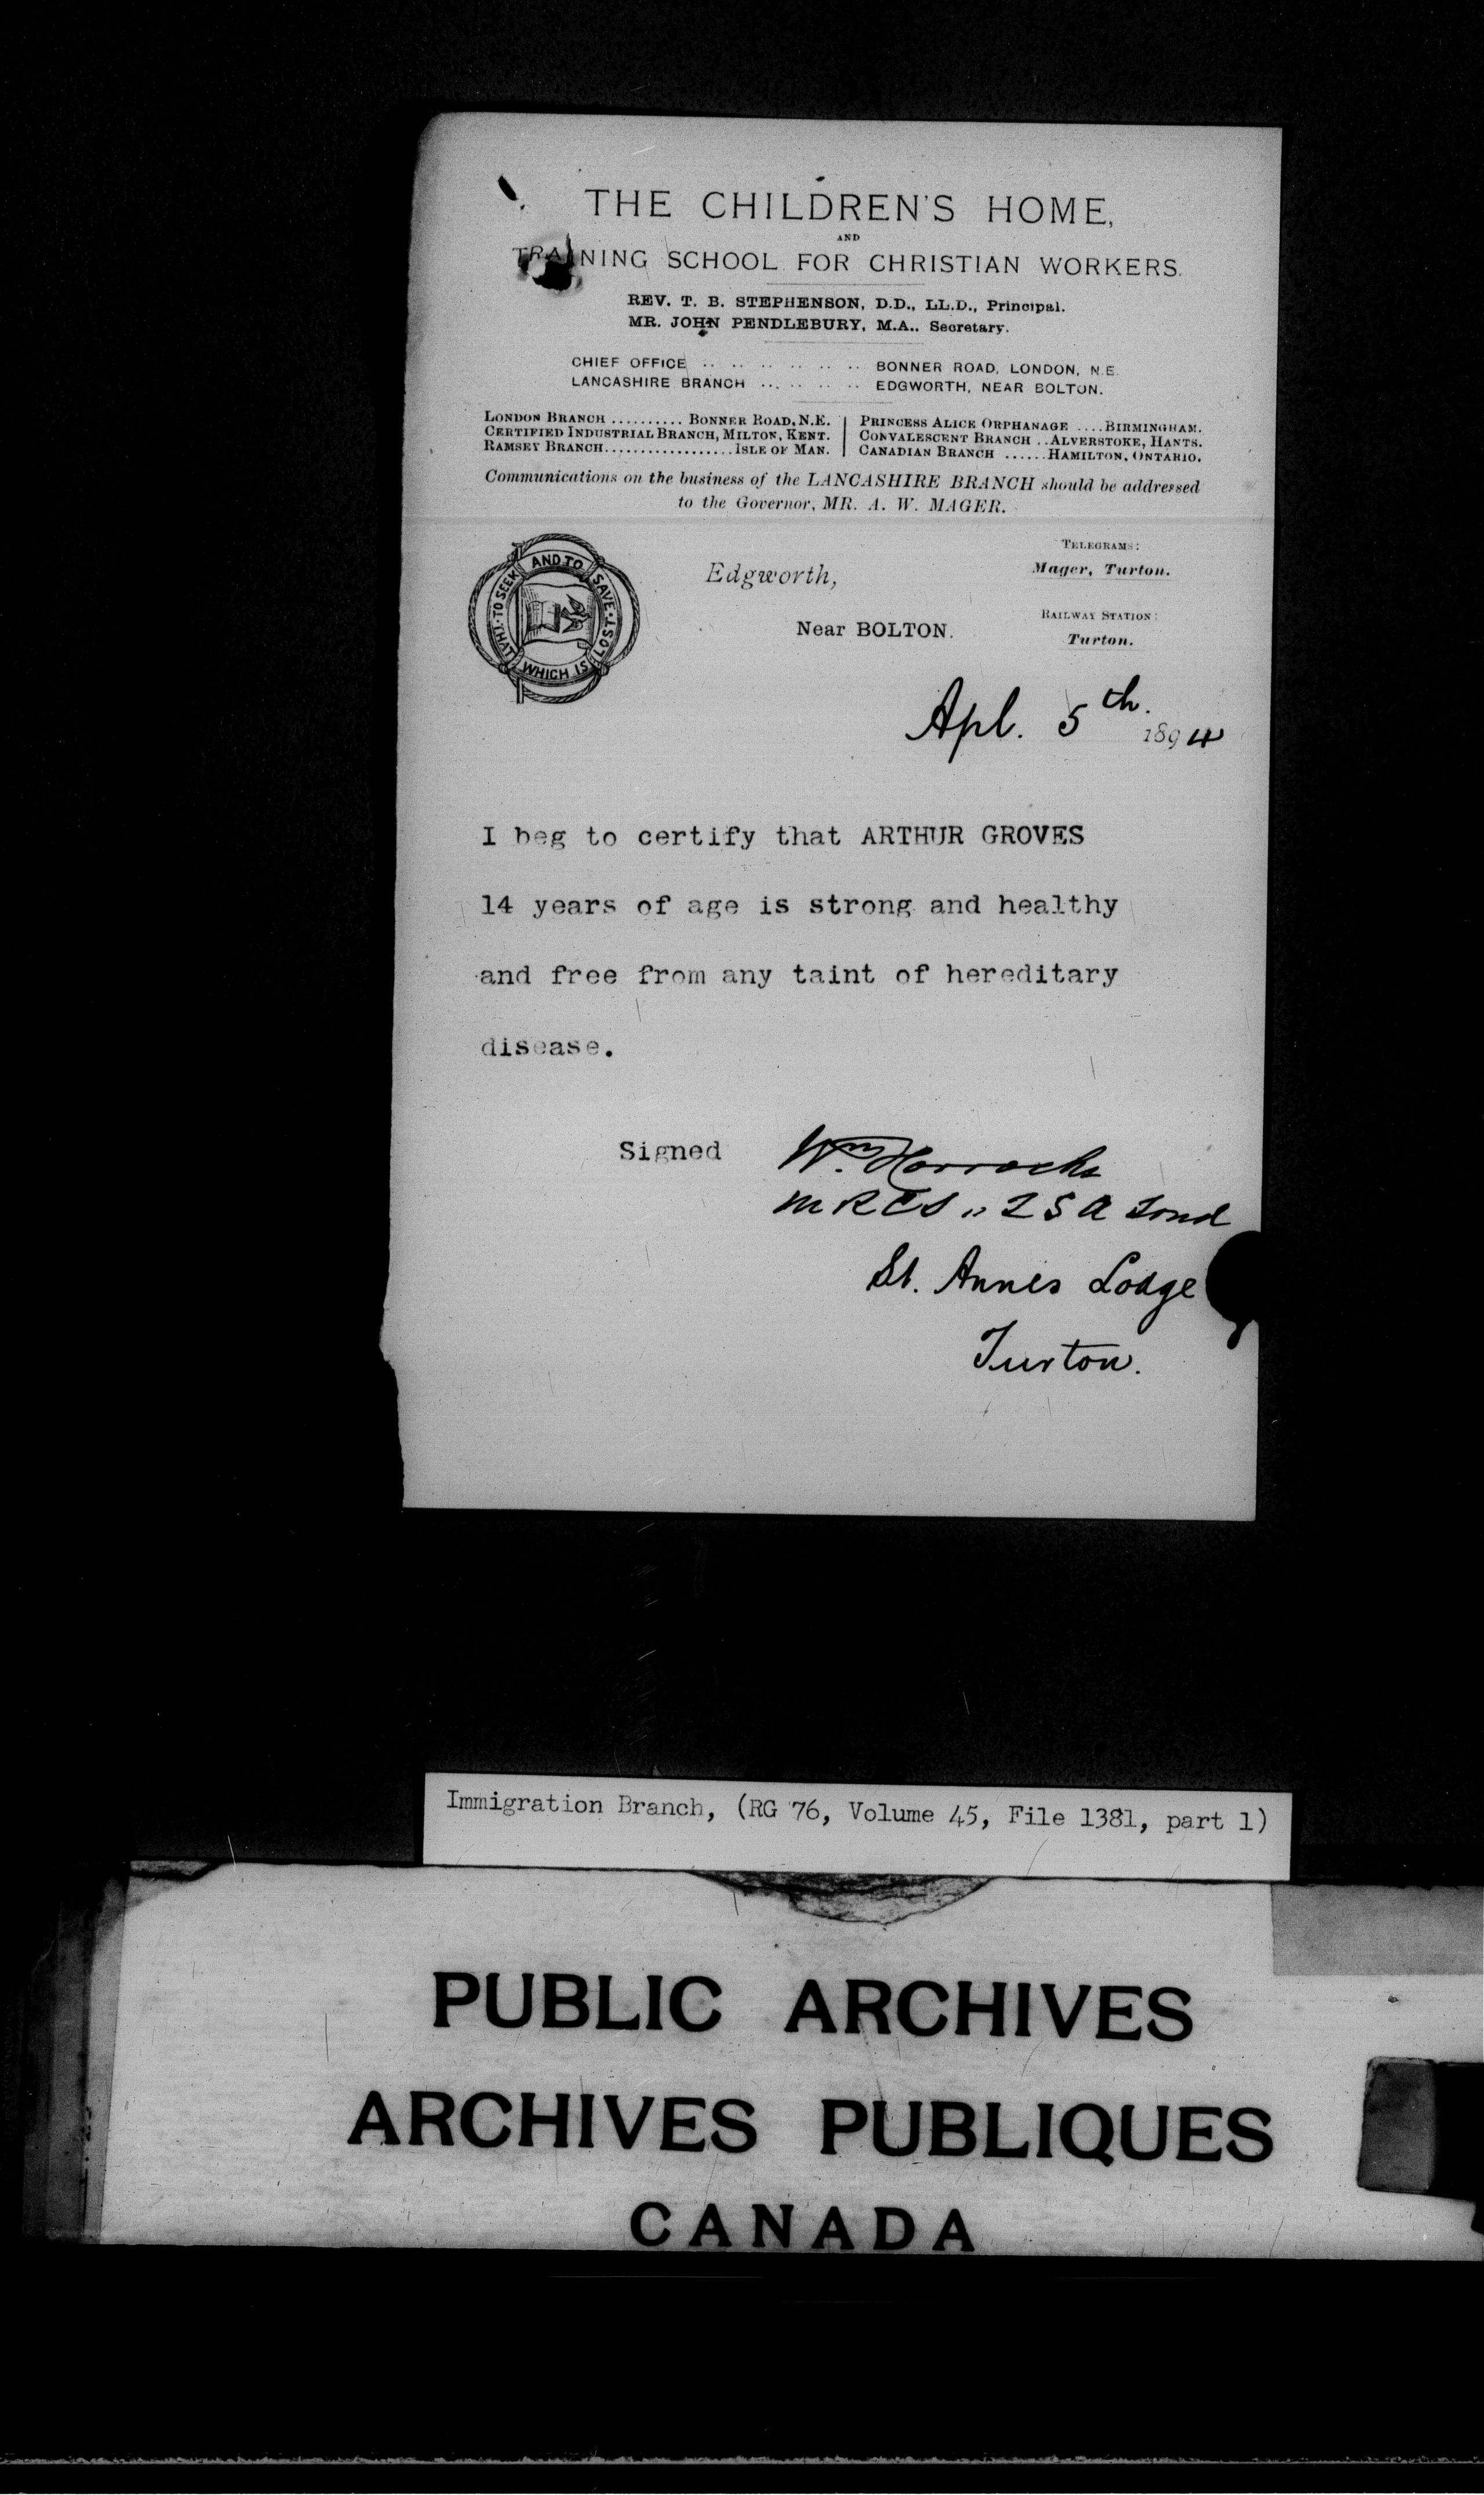 THE CHILDREN'S HOME,
AND
TRAINING SCHOOL FOR CHRISTIAN WORKERS.
REV. T. B. STEPHENSON, D.D., LL.D., Principal.
MR. JOHN PENDLEBURY, M.A., Secretary.
CHIEF OFFICE .. .. .. .. .. .. BONNER ROAD, LONDON, N.E.
LANCASHIRE BRANCH ... .. .. .. EDGWORTH, NEAR BOLTON.
LONDON BRANCH .......... BONNER ROAD, N.E.
CERTIFIED INDUSTRIAL BRANCH, MILTON, KENT.
RAMSEY BRANCH.................. ISLE OF MAN.
PRINCESS ALICE ORPHANAGE ....BIRMINGHAM.
CONVALESCENT BRANCH ..ALVERSTOKE, HANTS.
CANADIAN BRANCH ......HAMILTON, ONTARIO.
Communications on the business of the LANCASHIRE BRANCH should be addressed
to the Governor, MR. A. W. MAGER.
TO SEEK AND TO SAVE THAT WHICH IS LOST
Edgworth,
Near BOLTON.
TELEGRAMS:
Mager, Turton.
RAILWAY STATION:
Turton.
Apl. 5th. 1894
I beg to certify that ARTHUR GROVES
14 years of age is strong and healthy
and free from any taint of hereditary
disease.
Signed Wm. Horrocks
MRCS „ LSA Lond
St. Annes Lodge
Turton.
Immigration Branch, (RG 76, Volume 45, File 1381, part 1)
PUBLIC ARCHIVES
ARCHIVES PUBLIQUES
CANADA